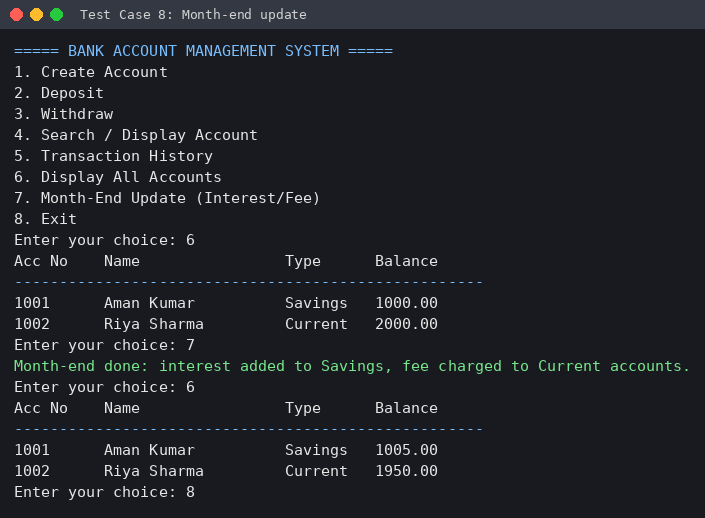 Test Case 8: Month-end update
===== BANK ACCOUNT MANAGEMENT SYSTEM =====
1. Create Account
2. Deposit
3. Withdraw
4. Search / Display Account
5. Transaction History
6. Display All Accounts
7. Month-End Update (Interest/Fee)
8. Exit
Enter your choice: 6
Acc No    Name                Type      Balance
----------------------------------------------------
1001      Aman Kumar          Savings   1000.00
1002      Riya Sharma         Current   2000.00
Enter your choice: 7
Month-end done: interest added to Savings, fee charged to Current accounts.
Enter your choice: 6
Acc No    Name                Type      Balance
----------------------------------------------------
1001      Aman Kumar          Savings   1005.00
1002      Riya Sharma         Current   1950.00
Enter your choice: 8